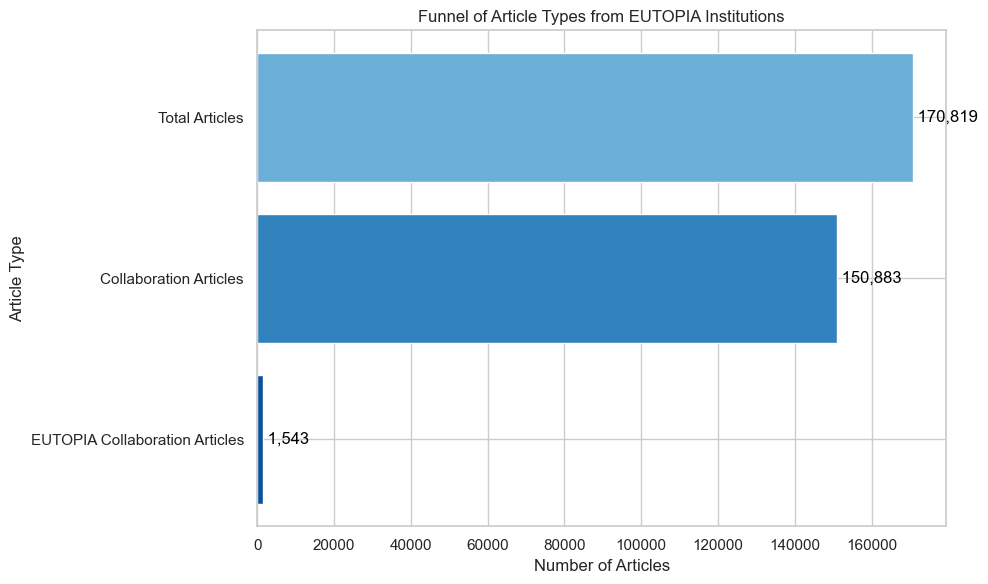 Funnel of Article Types from EUTOPIA Institutions
Total Articles
170,819
Collaboration Articles
150,883
EUTOPIA Collaboration Articles
1,543
Article Type
0 20000 40000 60000 80000 100000 120000 140000 160000
Number of Articles